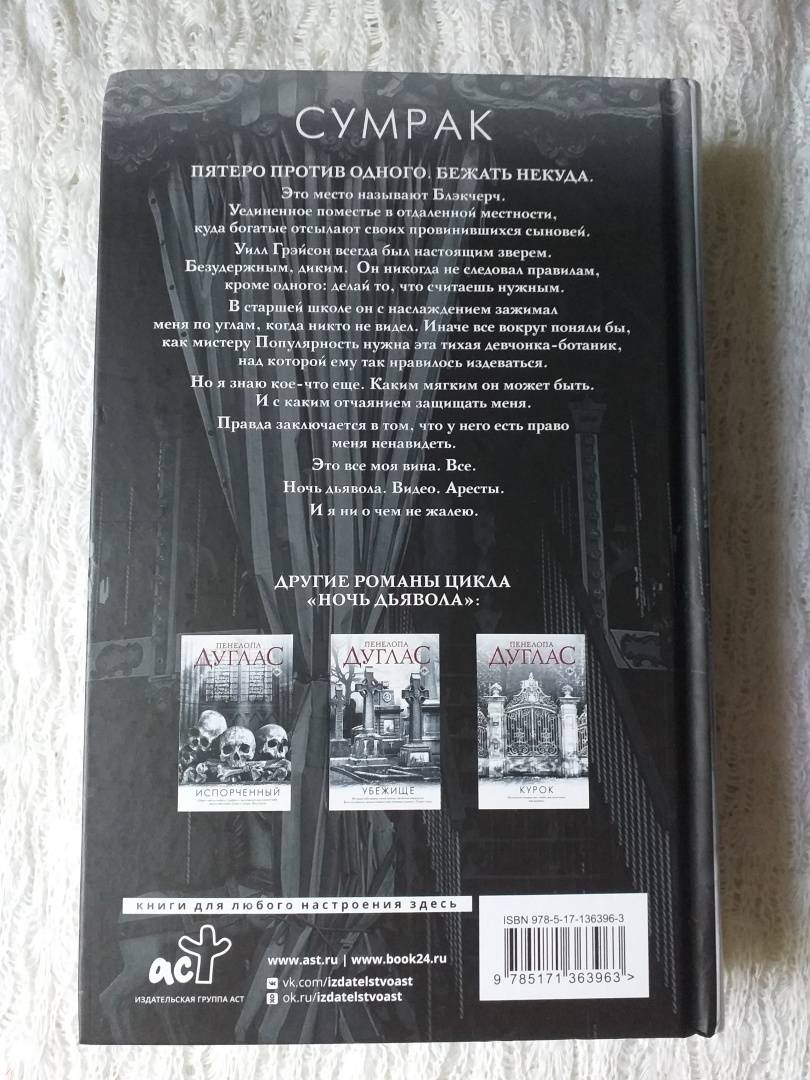 СУМРАК
ПЯТЕРО ПРОТИВ ОДНОГО. БЕЖАТЬ НЕКУДА.
Это место называют Блэкчерч.
Уединенное поместье в отдаленной местности,
куда богатые отсылают своих провинившихся сыновей.
Уилл Грэйсон всегда был настоящим зверем.
Безудержным, диким. Он никогда не следовал правилам,
кроме одного: делай то, что считаешь нужным.
В старшей школе он с наслаждением зажимал
меня по углам, когда никто не видел. Иначе все вокруг поняли бы,
как мистеру Популярность нужна эта тихая девчонка-ботаник,
над которой ему так нравилось издеваться.
Но я знаю кое-что еще. Каким мягким он может быть.
И с каким отчаянием защищать меня.
Правда заключается в том, что у него есть право
меня ненавидеть.
Это все моя вина. Все.
Ночь дьявола. Видео. Аресты.
И я ни о чем не жалею.
ДРУГИЕ РОМАНЫ ЦИКЛА
«НОЧЬ ДЬЯВОЛА»:
ПЕНЕЛОПА
ДУГЛАС
ИСПОРЧЕННЫЙ
ПЕНЕЛОПА
ДУГЛАС
УБЕЖИЩЕ
ПЕНЕЛОПА
ДУГЛАС
КУРОК
книги для любого настроения здесь
аст
ИЗДАТЕЛЬСКАЯ ГРУППА АСТ
www.ast.ru | www.book24.ru
vk.com/izdatelstvoast
ok.ru/izdatelstvoast
ISBN 978-5-17-136396-3
9 785171 363963>